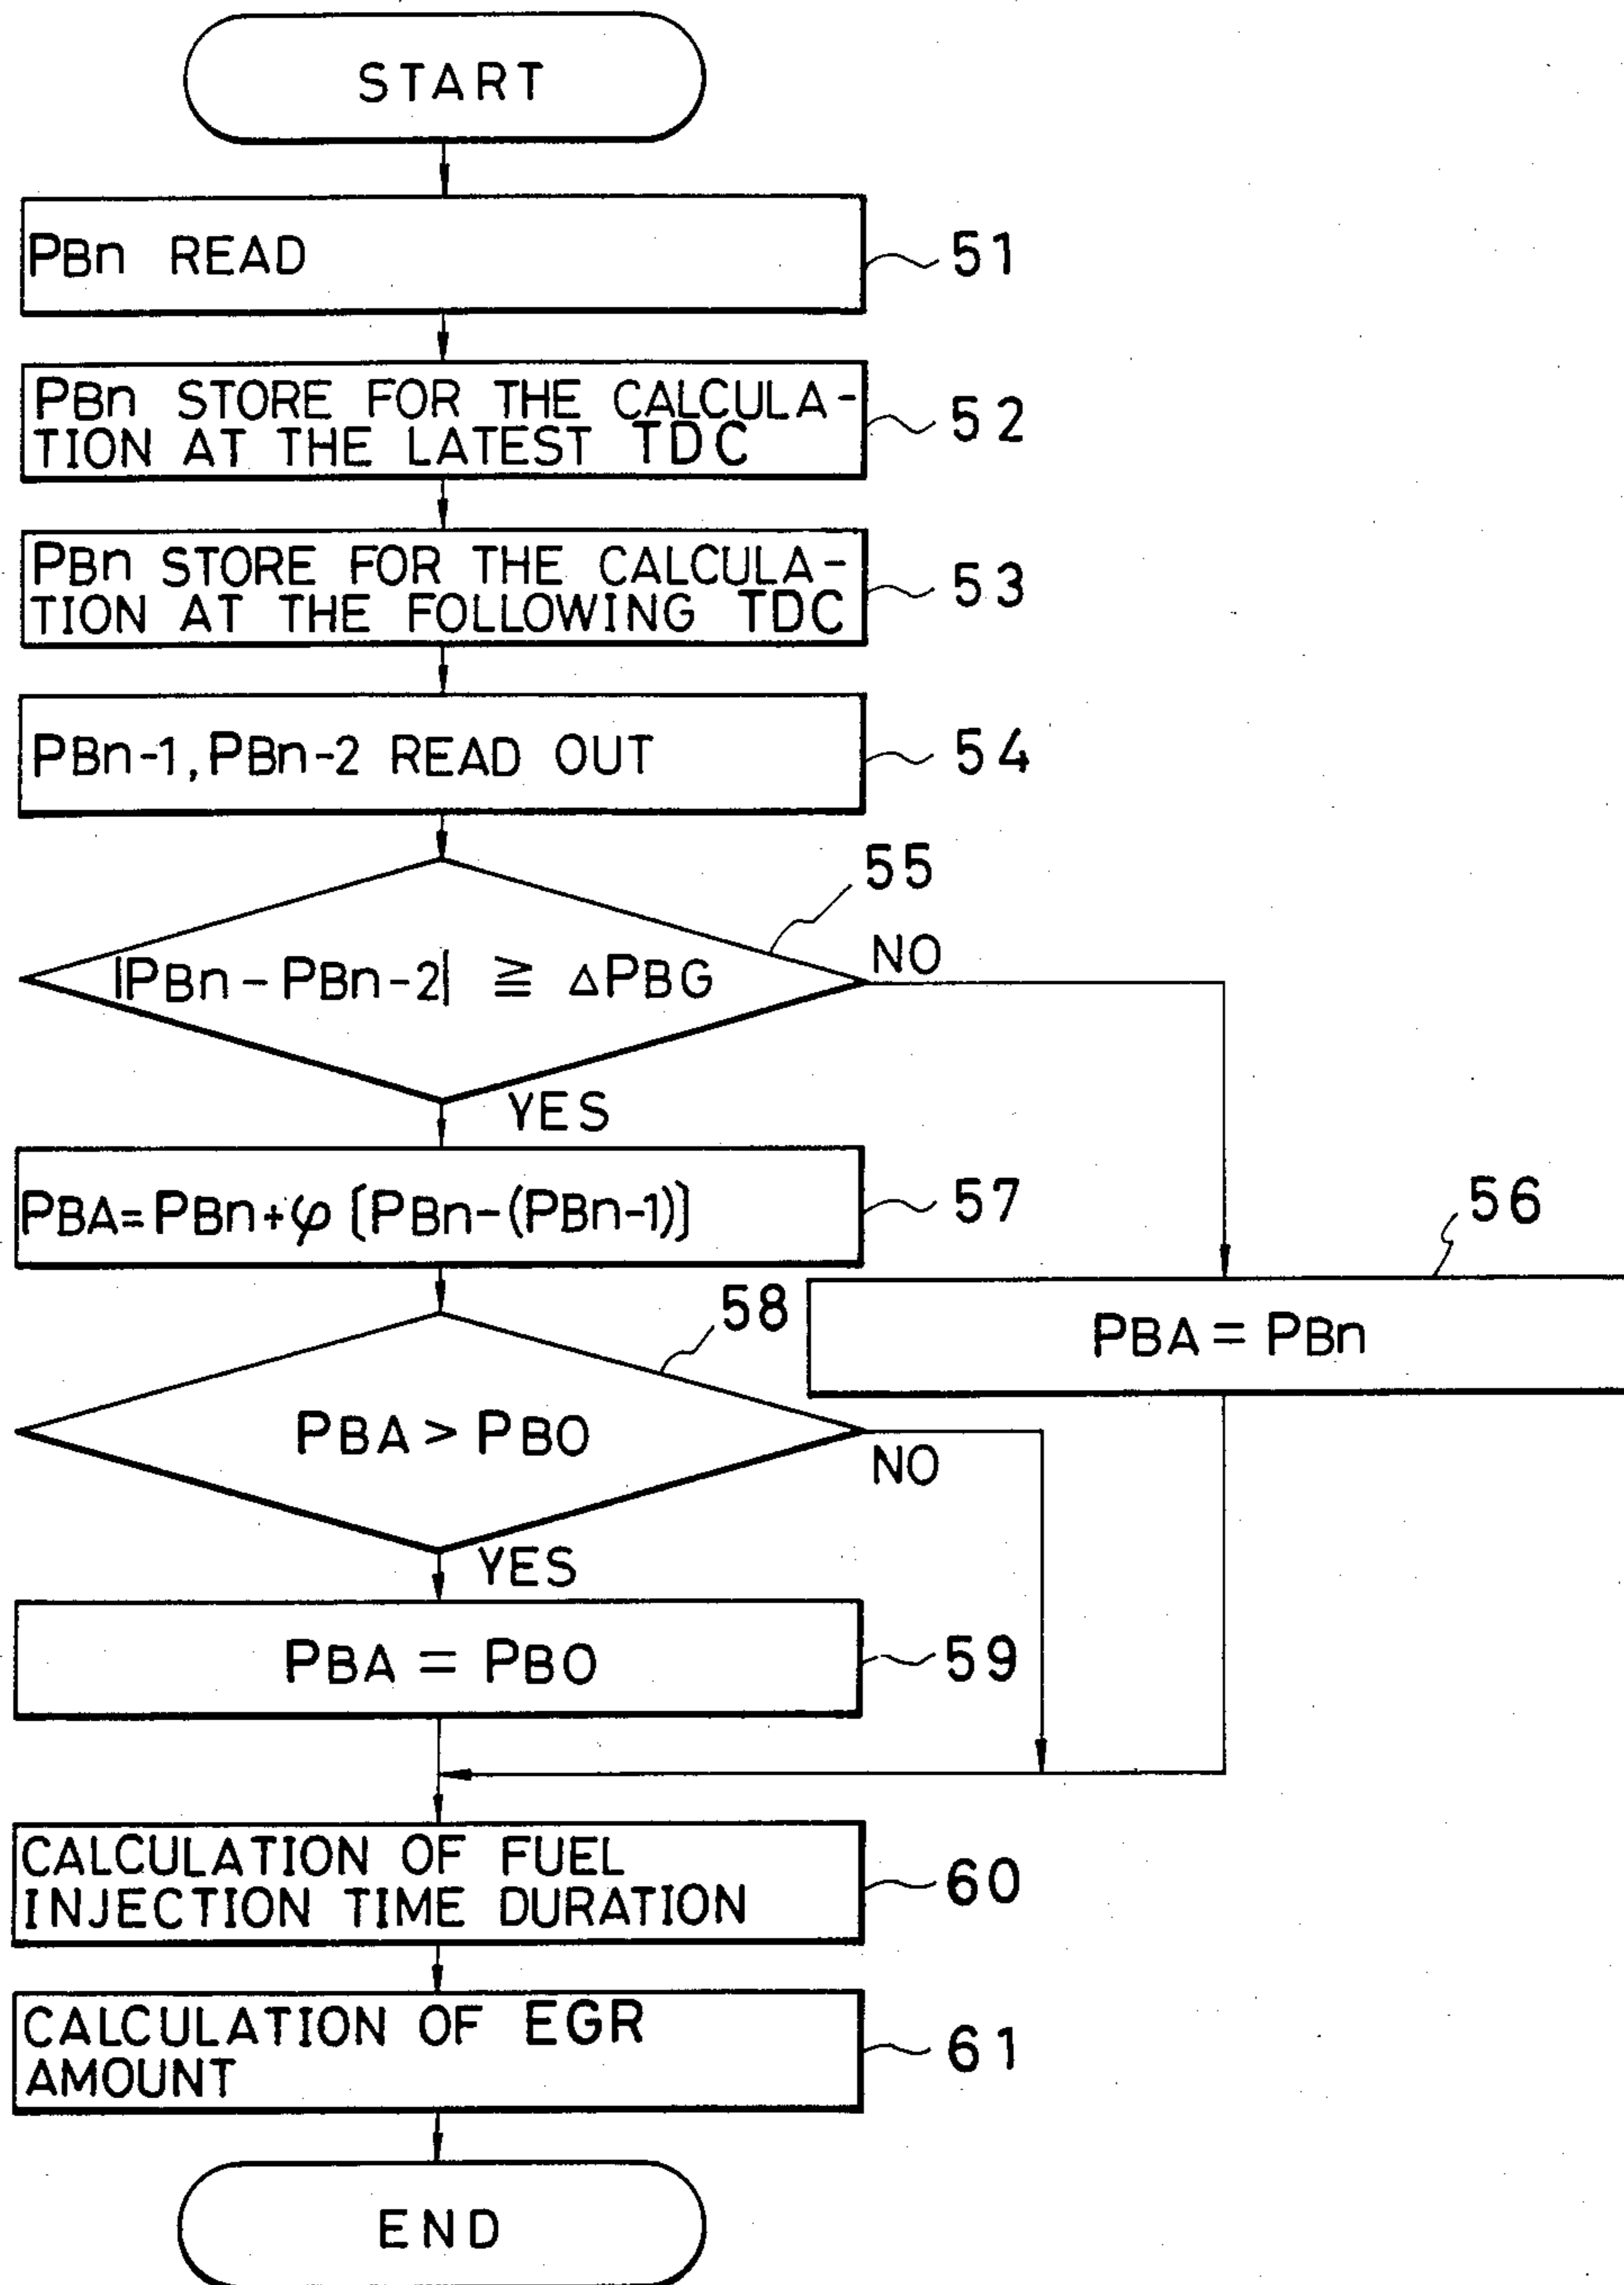 START
PBn READ
51
PBn STORE FOR THE CALCULA-
TION AT THE LATEST TDC
52
PBn STORE FOR THE CALCULA-
TION AT THE FOLLOWING TDC
53
PBn-1, PBn-2 READ OUT
54
55
|PBn - PBn-2| ≧ ΔPBG
NO
YES
PBA=PBn+φ[PBn-(PBn-1)]
57
56
PBA = PBn
58
PBA > PBO
NO
YES
PBA = PBO
59
CALCULATION OF FUEL
INJECTION TIME DURATION
60
CALCULATION OF EGR
AMOUNT
61
END